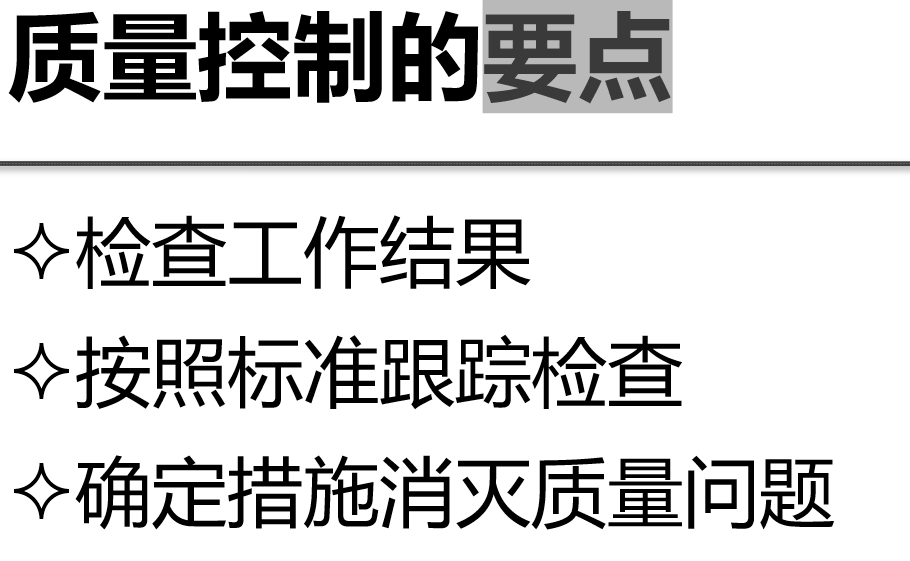 质量控制的要点
✧检查工作结果
✧按照标准跟踪检查
✧确定措施消灭质量问题